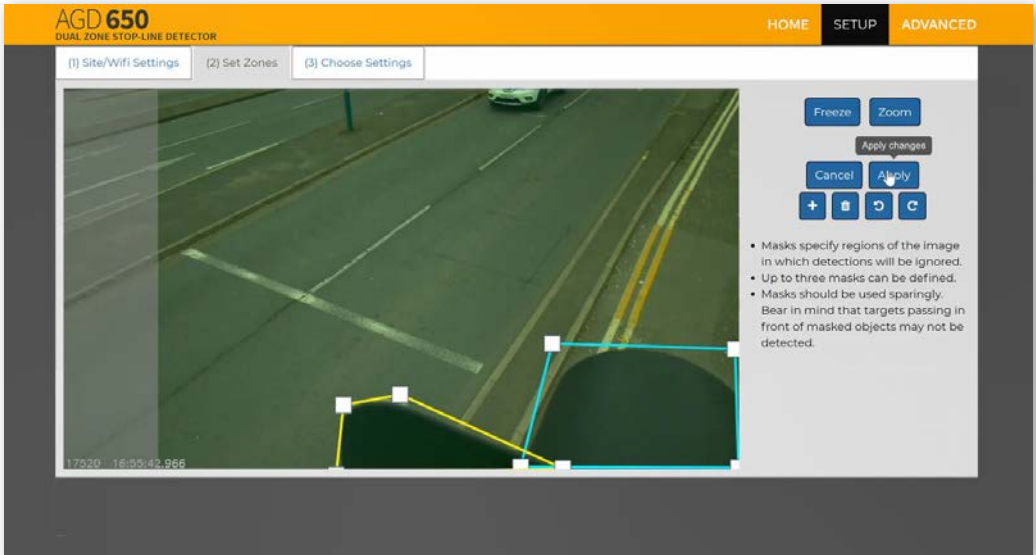 AGD 650
DUAL ZONE STOP-LINE DETECTOR
HOME SETUP ADVANCED
(1) Site/Wifi Settings (2) Set Zones (3) Choose Settings
Freeze Zoom
Apply changes
Cancel Apply
• Masks specify regions of the image
in which detections will be ignored.
• Up to three masks can be defined.
• Masks should be used sparingly.
Bear in mind that targets passing in
front of masked objects may not be
detected.
17520 16:55:42.966